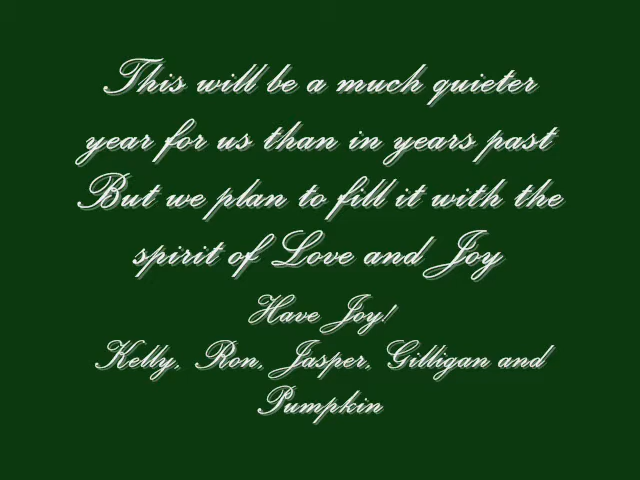 This will be a much quieter
year for us than in years past
But we plan to fill it with the
spirit of Love and Joy
Have Joy!
Kelly, Ron, Jasper, Gilligan and
Pumpkin